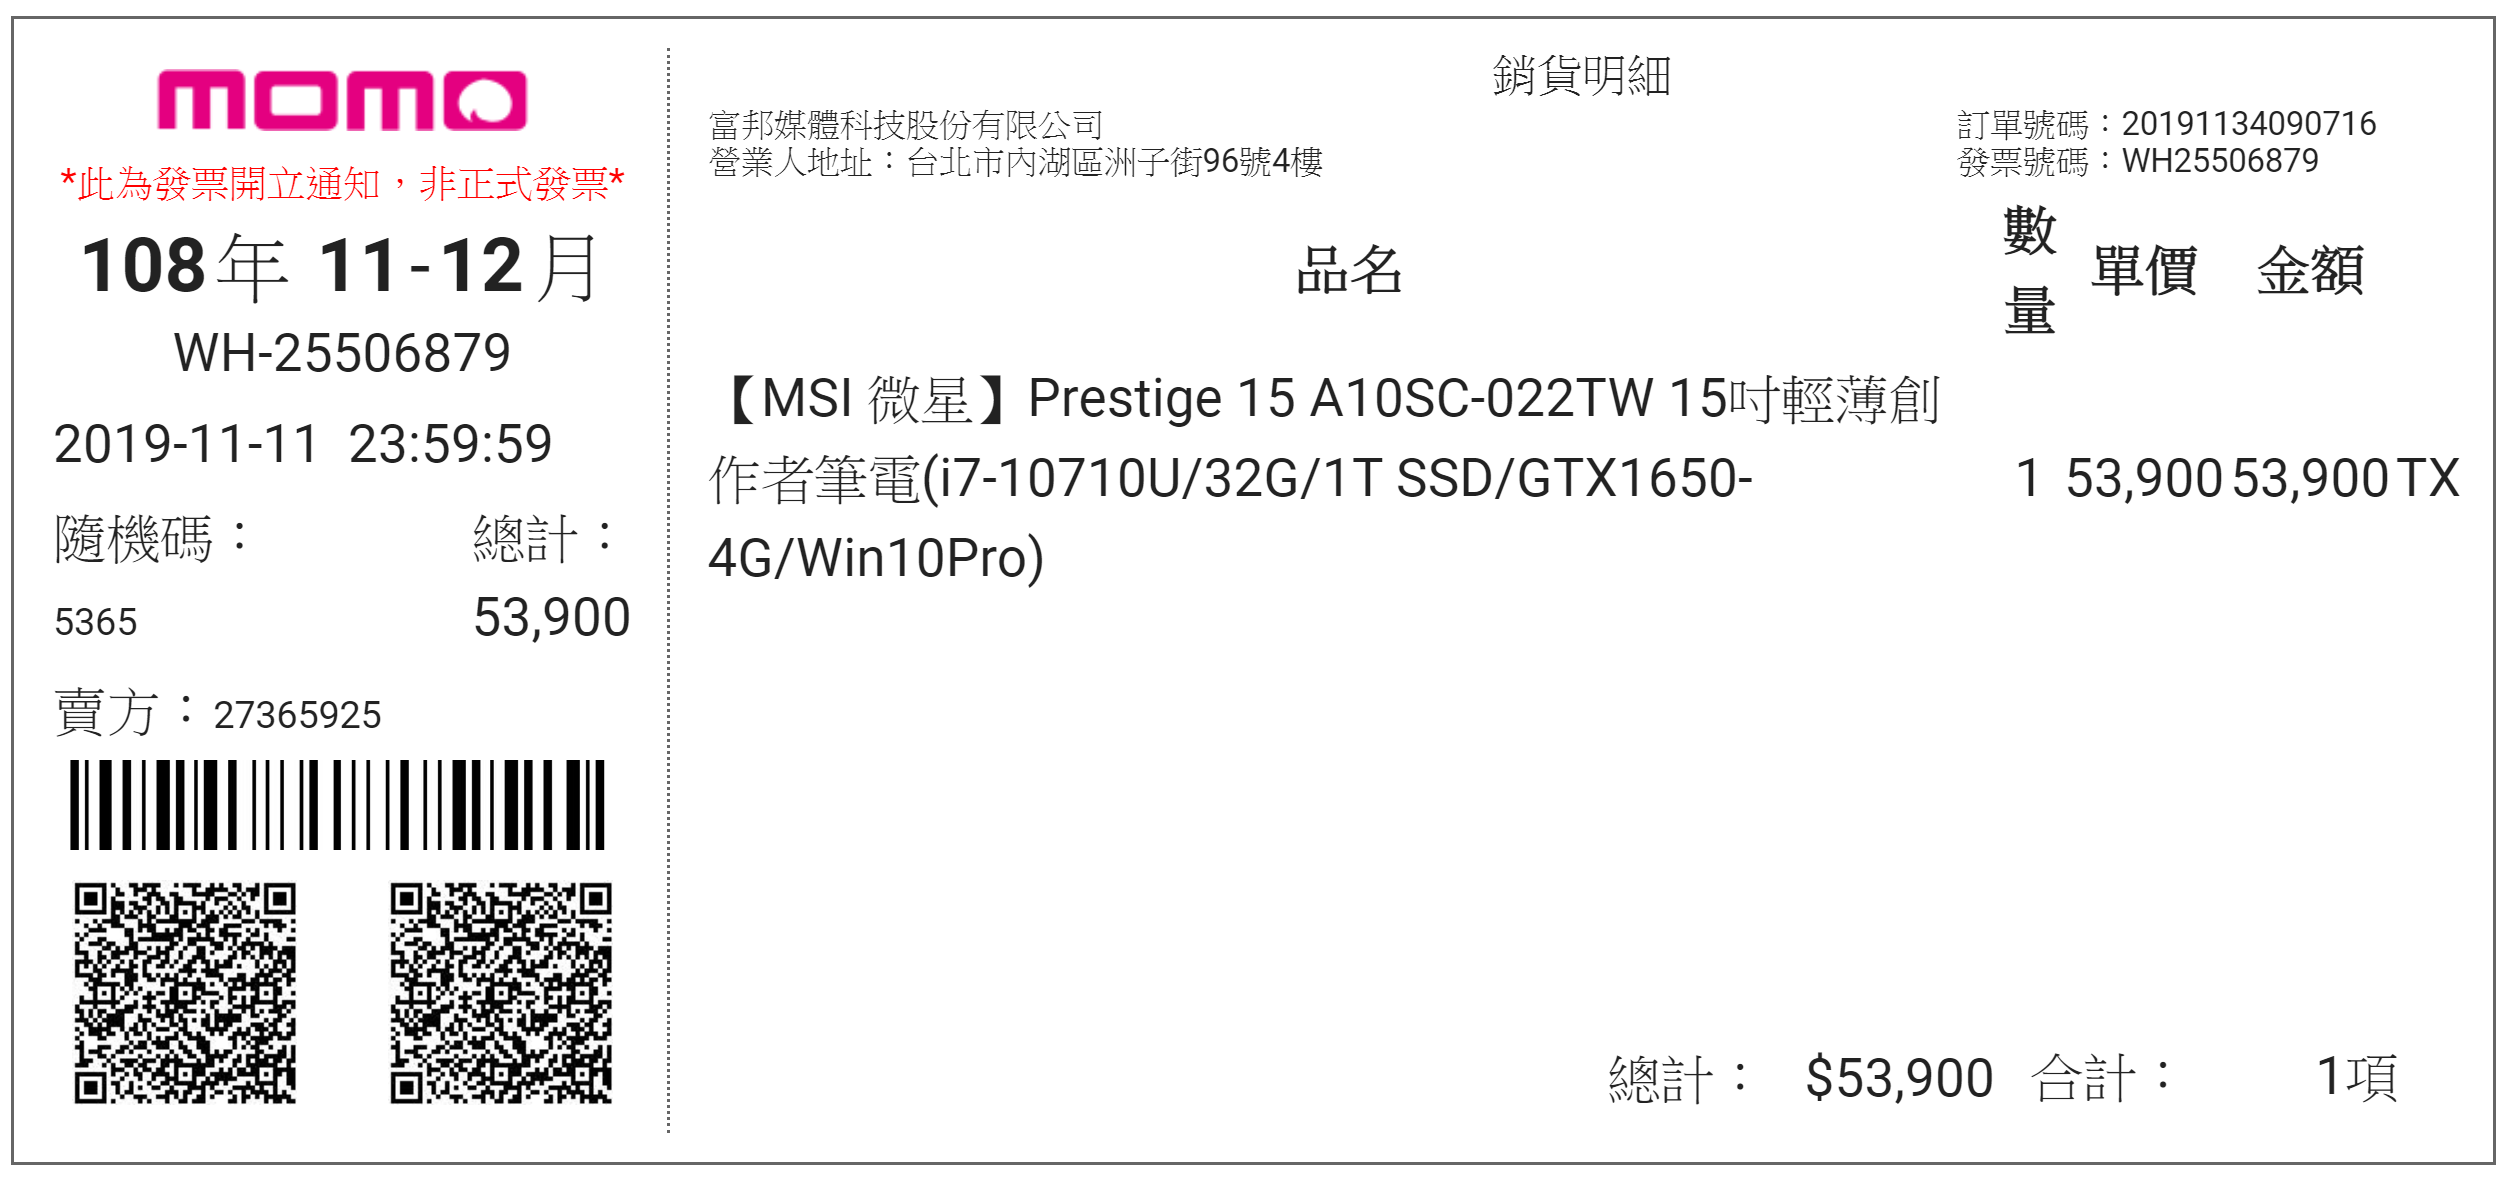 momo
*此為發票開立通知，非正式發票*
108年 11-12月
WH-25506879
2019-11-11 23:59:59
隨機碼： 總計：
5365 53,900
賣方：27365925
銷貨明細
富邦媒體科技股份有限公司 訂單號碼：20191134090716
營業人地址：台北市內湖區洲子街96號4樓 發票號碼：WH25506879
品名 數量 單價 金額
【MSI 微星】Prestige 15 A10SC-022TW 15吋輕薄創
作者筆電(i7-10710U/32G/1T SSD/GTX1650- 1 53,900 53,900 TX
4G/Win10Pro)
總計： $53,900 合計： 1項